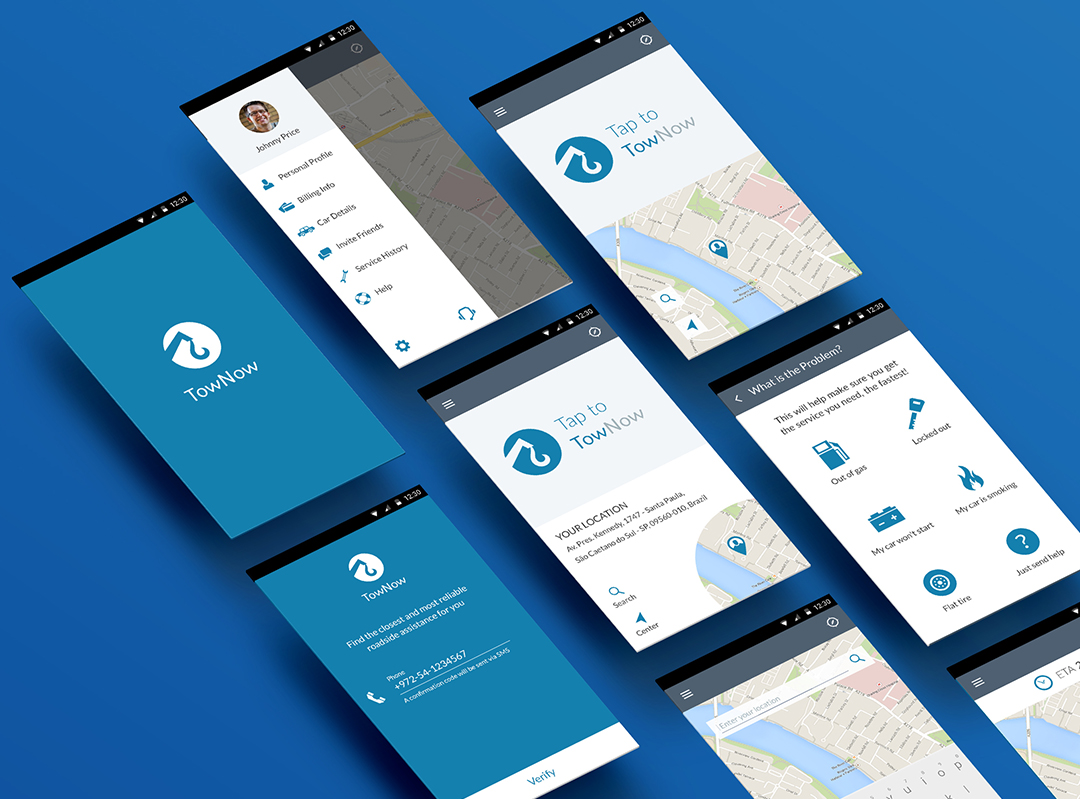 12:30
Johnny Price
Personal Profile
Billing Info
Car Details
Invite Friends
Service History
Help
12:30
Tap to
TowNow
12:30
TowNow
12:30
Tap to
TowNow
YOUR LOCATION
Av. Pres. Kennedy, 1747 - Santa Paula,
São Caetano do Sul - SP, 09560-010, Brazil
Search
Center
12:30
What is the Problem?
This will help make sure you get
the service you need, the fastest!
Out of gas
Locked out
My car won't start
My car is smoking
Flat tire
Just send help
12:30
TowNow
Find the closest and most reliable
roadside assistance for you
Phone
+972-54-1234567
A confirmation code will be sent via SMS
Verify
12:30
Enter your location
y u i o p
ETA 2